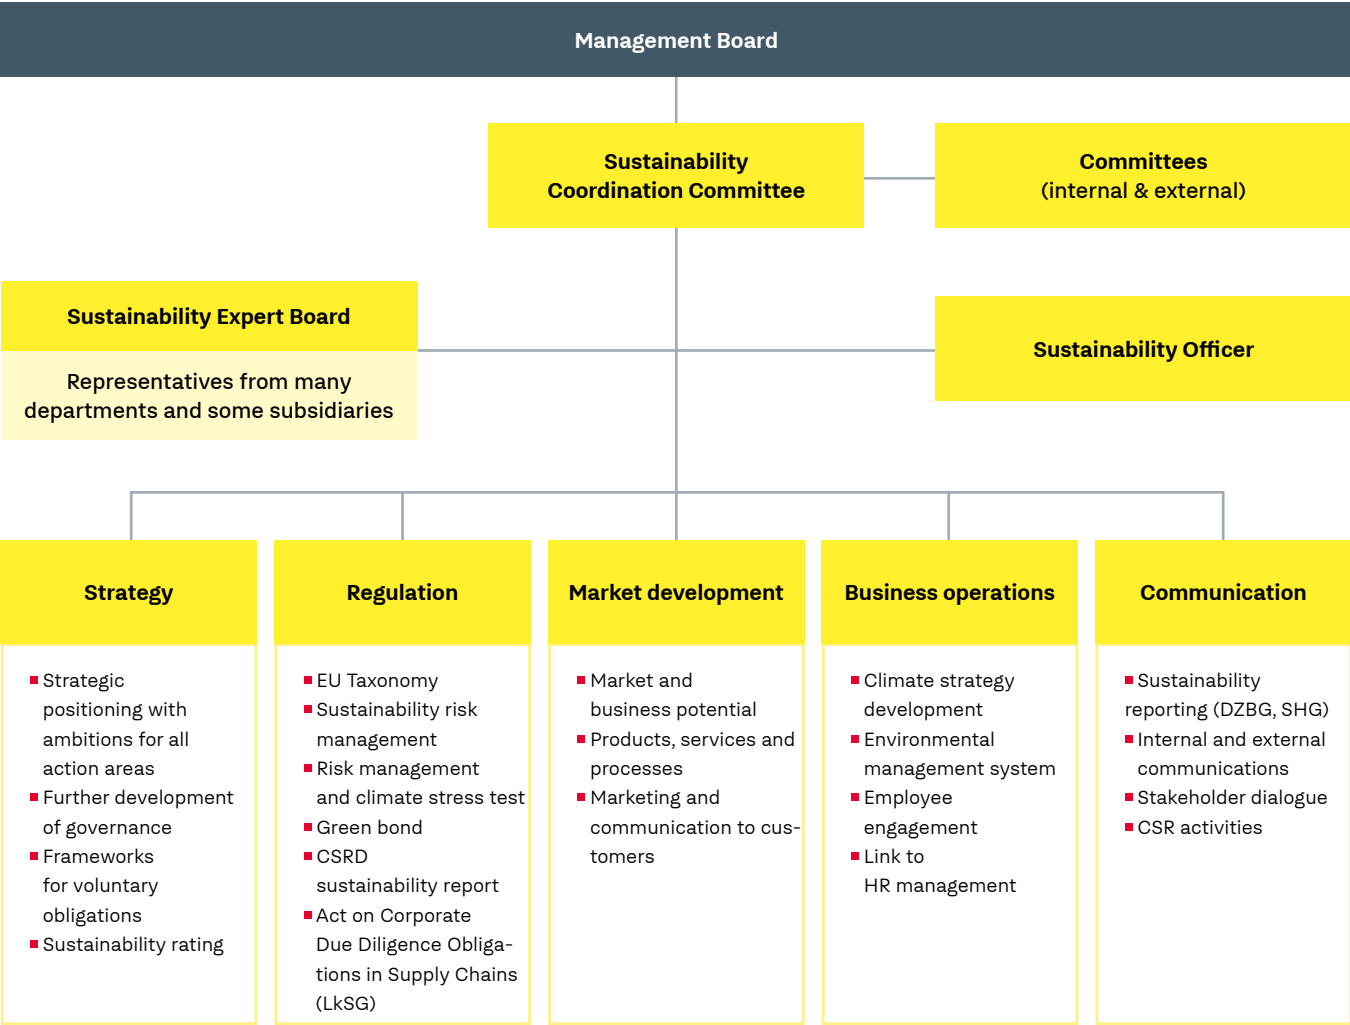 Management Board
Sustainability
Coordination Committee
Committees
(internal & external)
Sustainability Expert Board
Representatives from many
departments and some subsidiaries
Sustainability Officer
Strategy
Strategic
positioning with
ambitions for all
action areas
Further development
of governance
Frameworks
for voluntary
obligations
Sustainability rating
Regulation
EU Taxonomy
Sustainability risk
management
Risk management
and climate stress test
Green bond
CSRD
sustainability report
Act on Corporate
Due Diligence Obliga-
tions in Supply Chains
(LkSG)
Market development
Market and
business potential
Products, services and
processes
Marketing and
communication to cus-
tomers
Business operations
Climate strategy
development
Environmental
management system
Employee
engagement
Link to
HR management
Communication
Sustainability
reporting (DZBG, SHG)
Internal and external
communications
Stakeholder dialogue
CSR activities